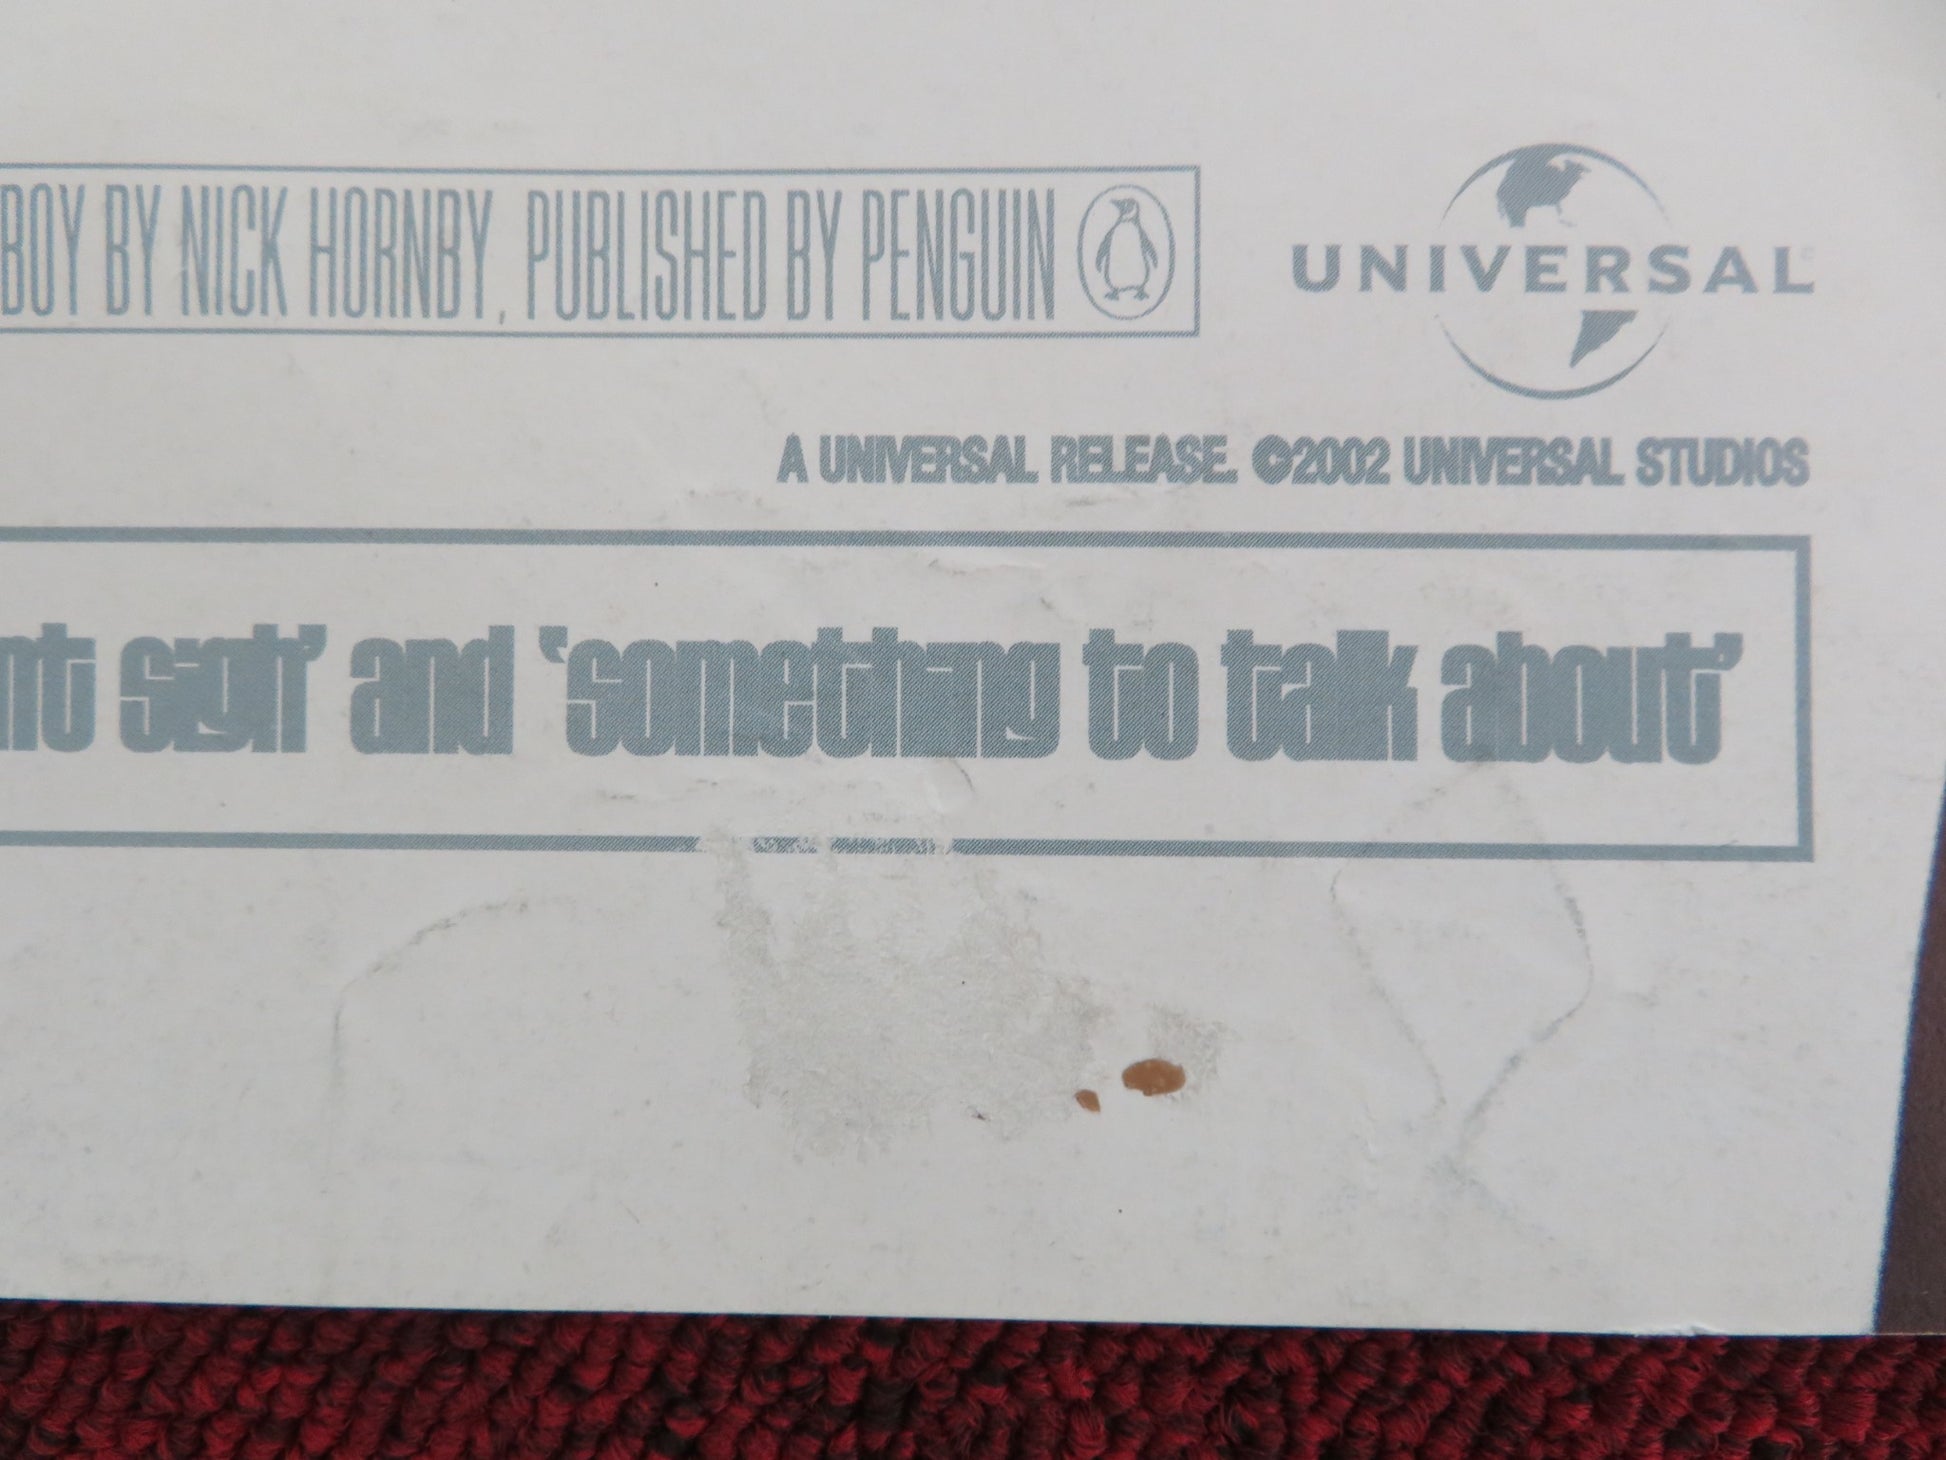 BOY BY NICK HORNBY, PUBLISHED BY PENGUIN
UNIVERSAL
A UNIVERSAL RELEASE. ©2002 UNIVERSAL STUDIOS
nt sigh’ and ‘something to talk about’